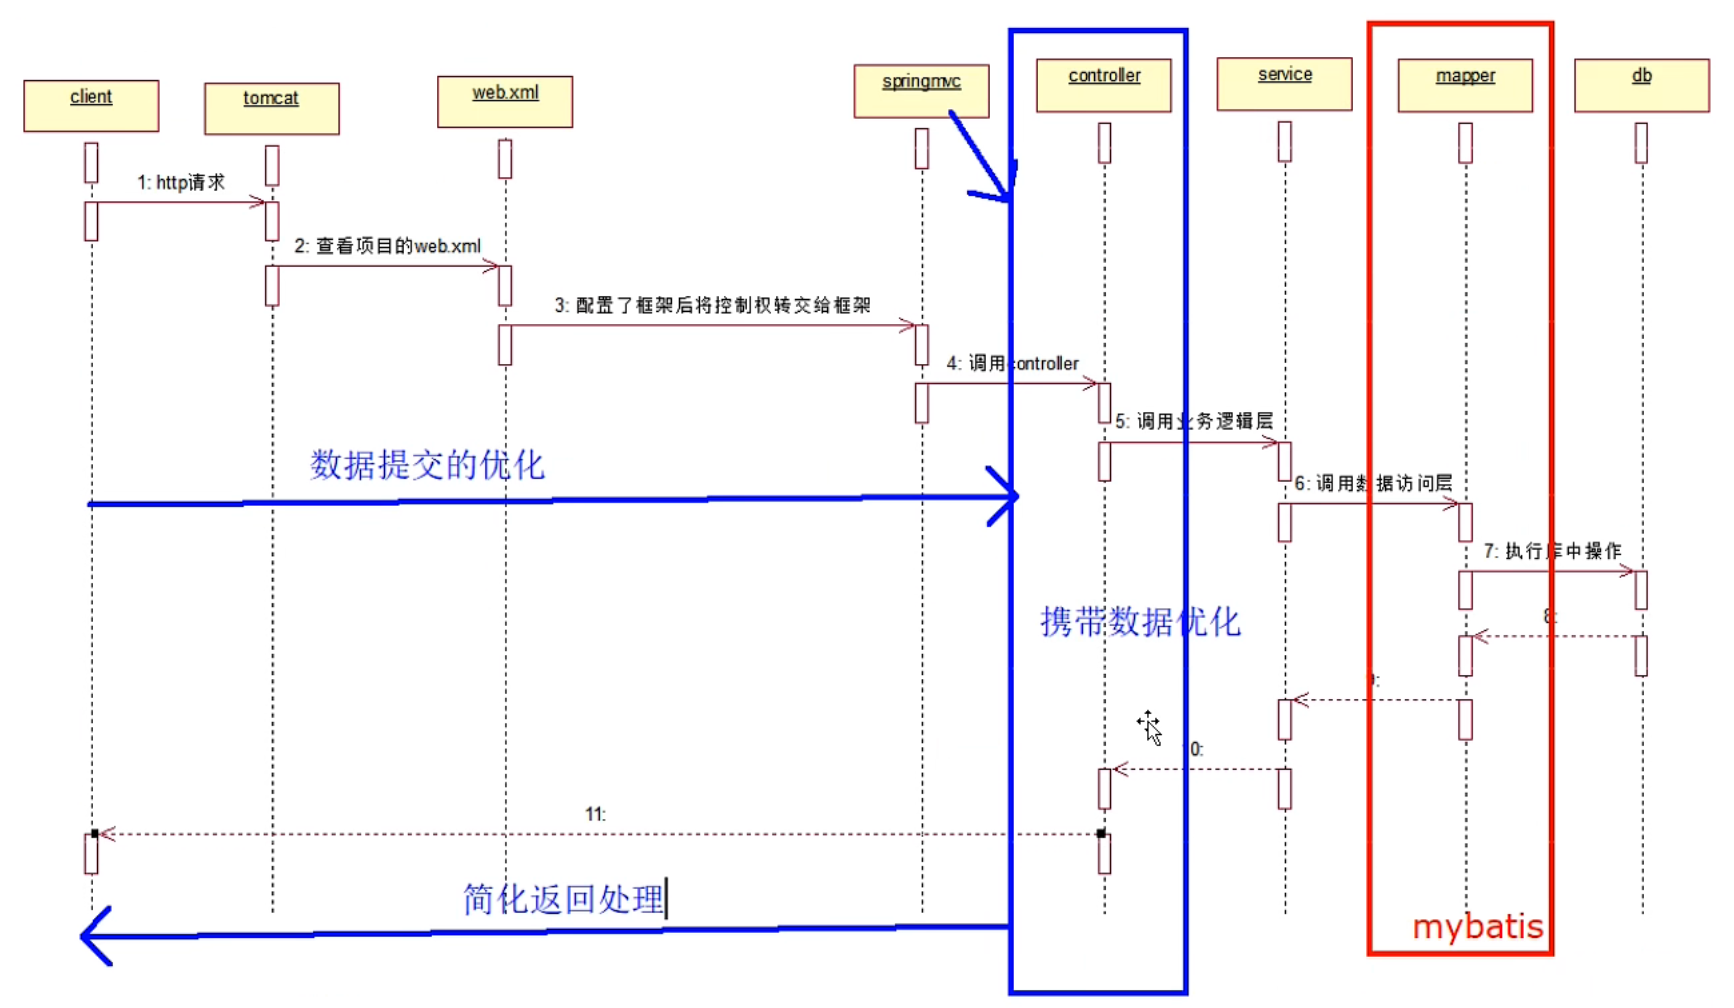 client
tomcat
web.xml
springmvc
controller
service
mapper
db
1: http请求
2: 查看项目的web.xml
3: 配置了框架后将控制权转交给框架
4: 调用controller
5: 调用业务逻辑层
数据提交的优化
6: 调用数据访问层
7: 执行库中操作
携带数据优化
8:
0:
11:
简化返回处理
mybatis